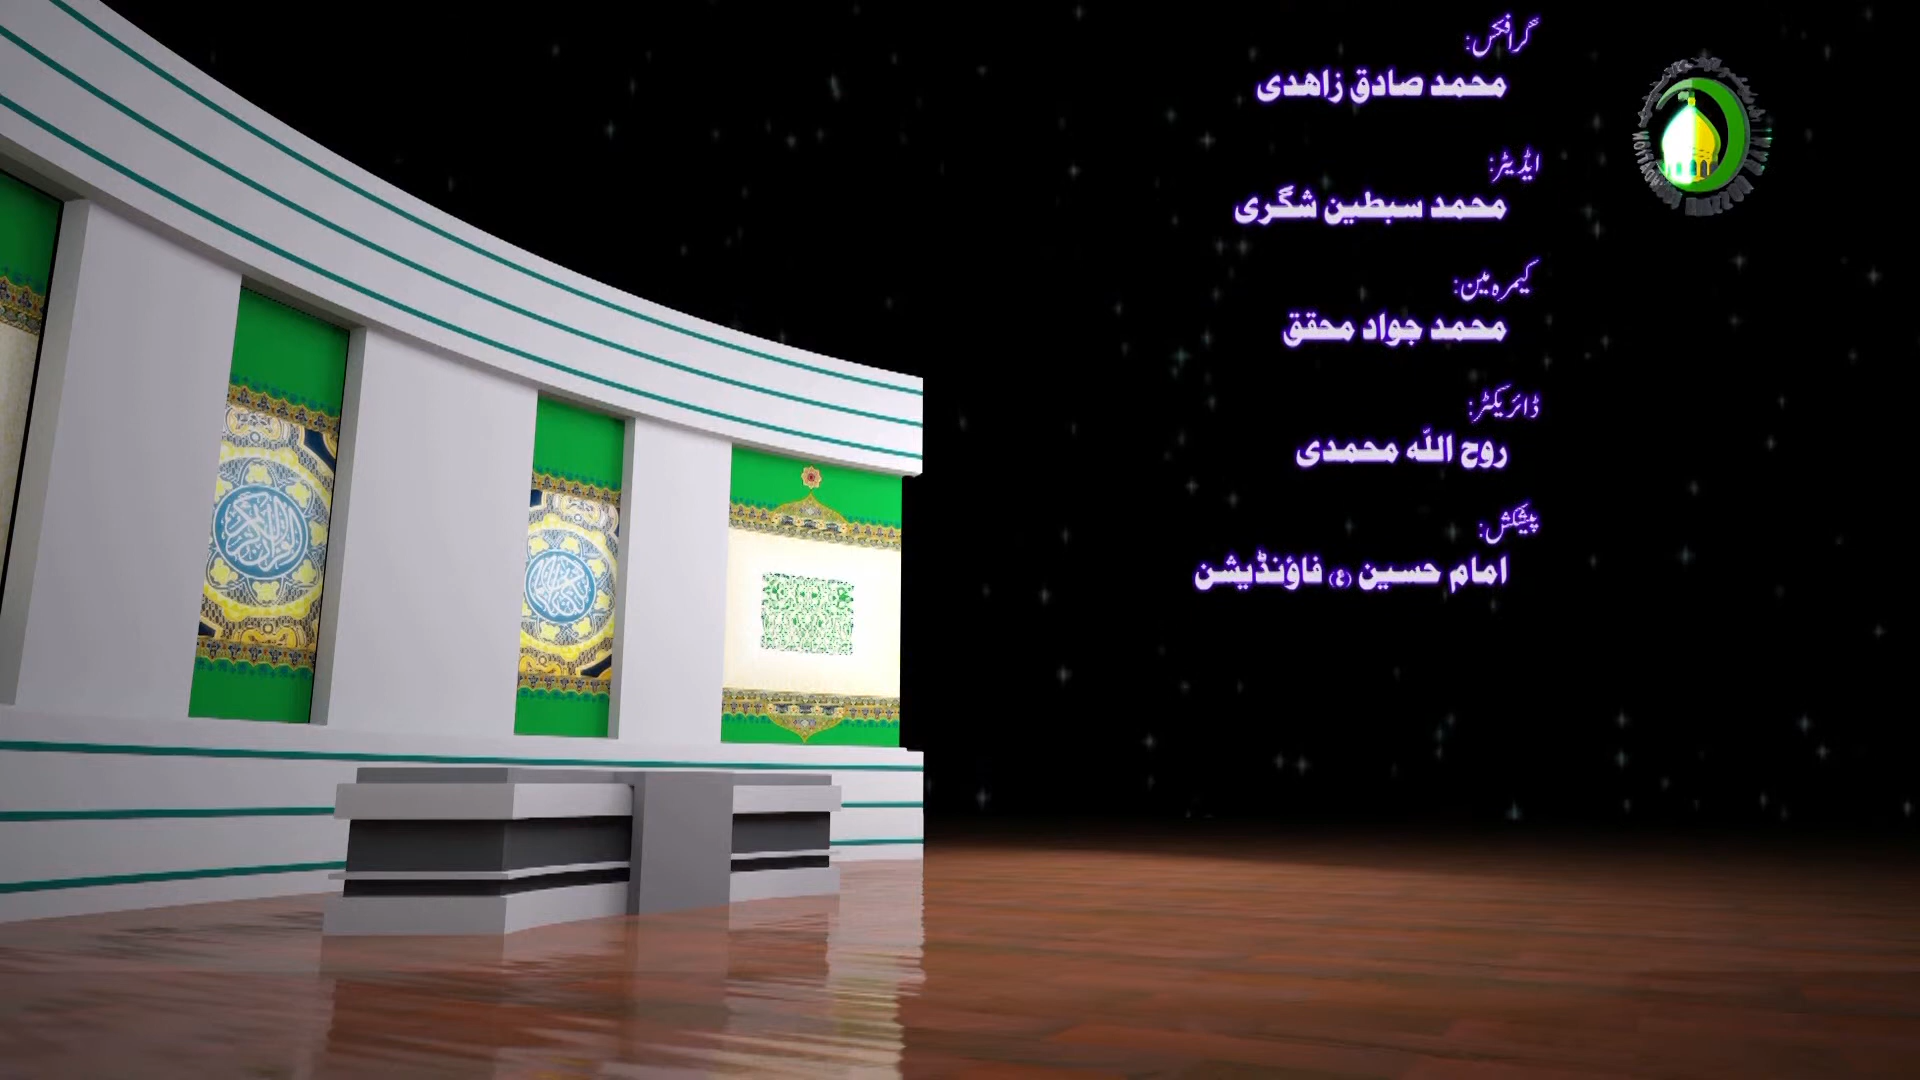 گرافکس:
محمد صادق زاهدی
ایڈیٹر:
محمد سبطین شگری
کیمرہ مین:
محمد جواد محقق
ڈائریکٹر:
روح اللہ محمدی
پیشکش:
امام حسین (ع) فاؤنڈیشن